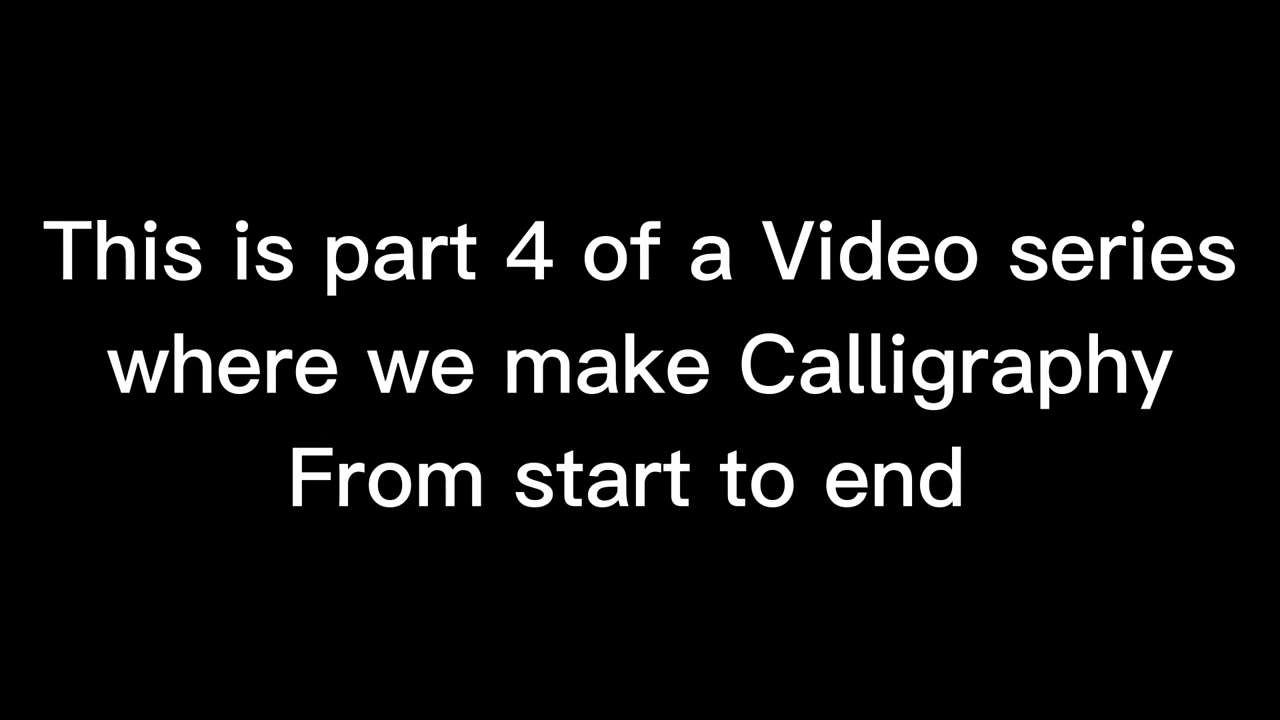 This is part 4 of a Video series
where we make Calligraphy
From start to end